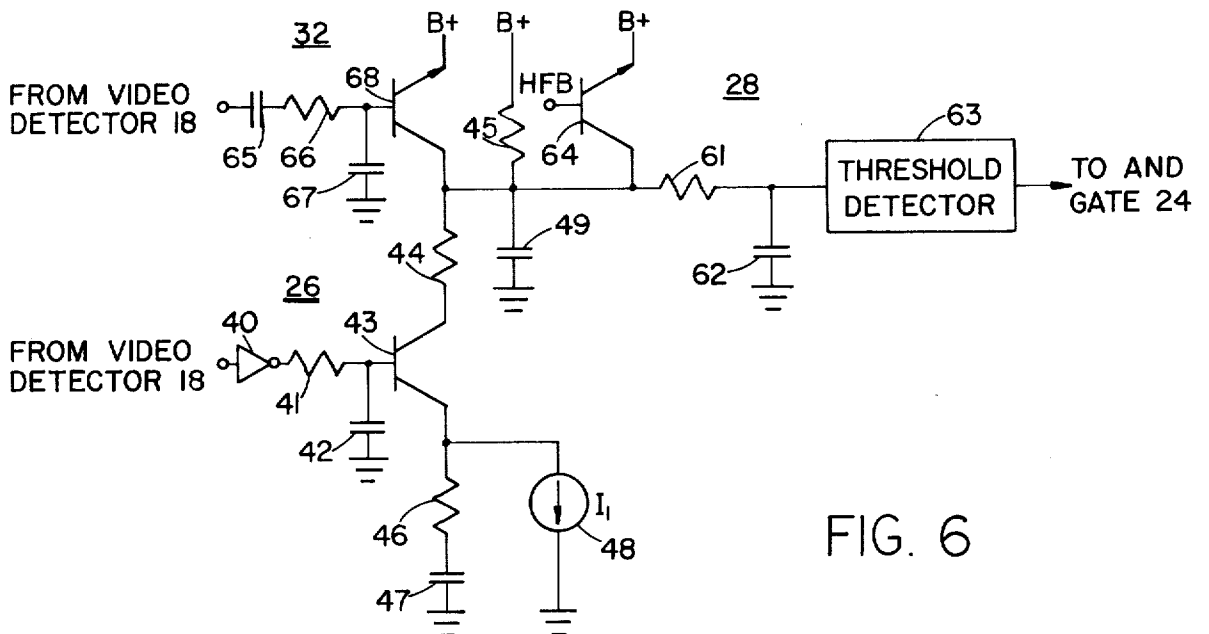 32
B+
B+
B+
FROM VIDEO
DETECTOR 18
68
HFB
28
65
66
67
45
64
61
63
THRESHOLD
DETECTOR
TO AND
GATE 24
49
62
44
26
40
43
FROM VIDEO
DETECTOR 18
41
42
46
I1
48
47
FIG. 6